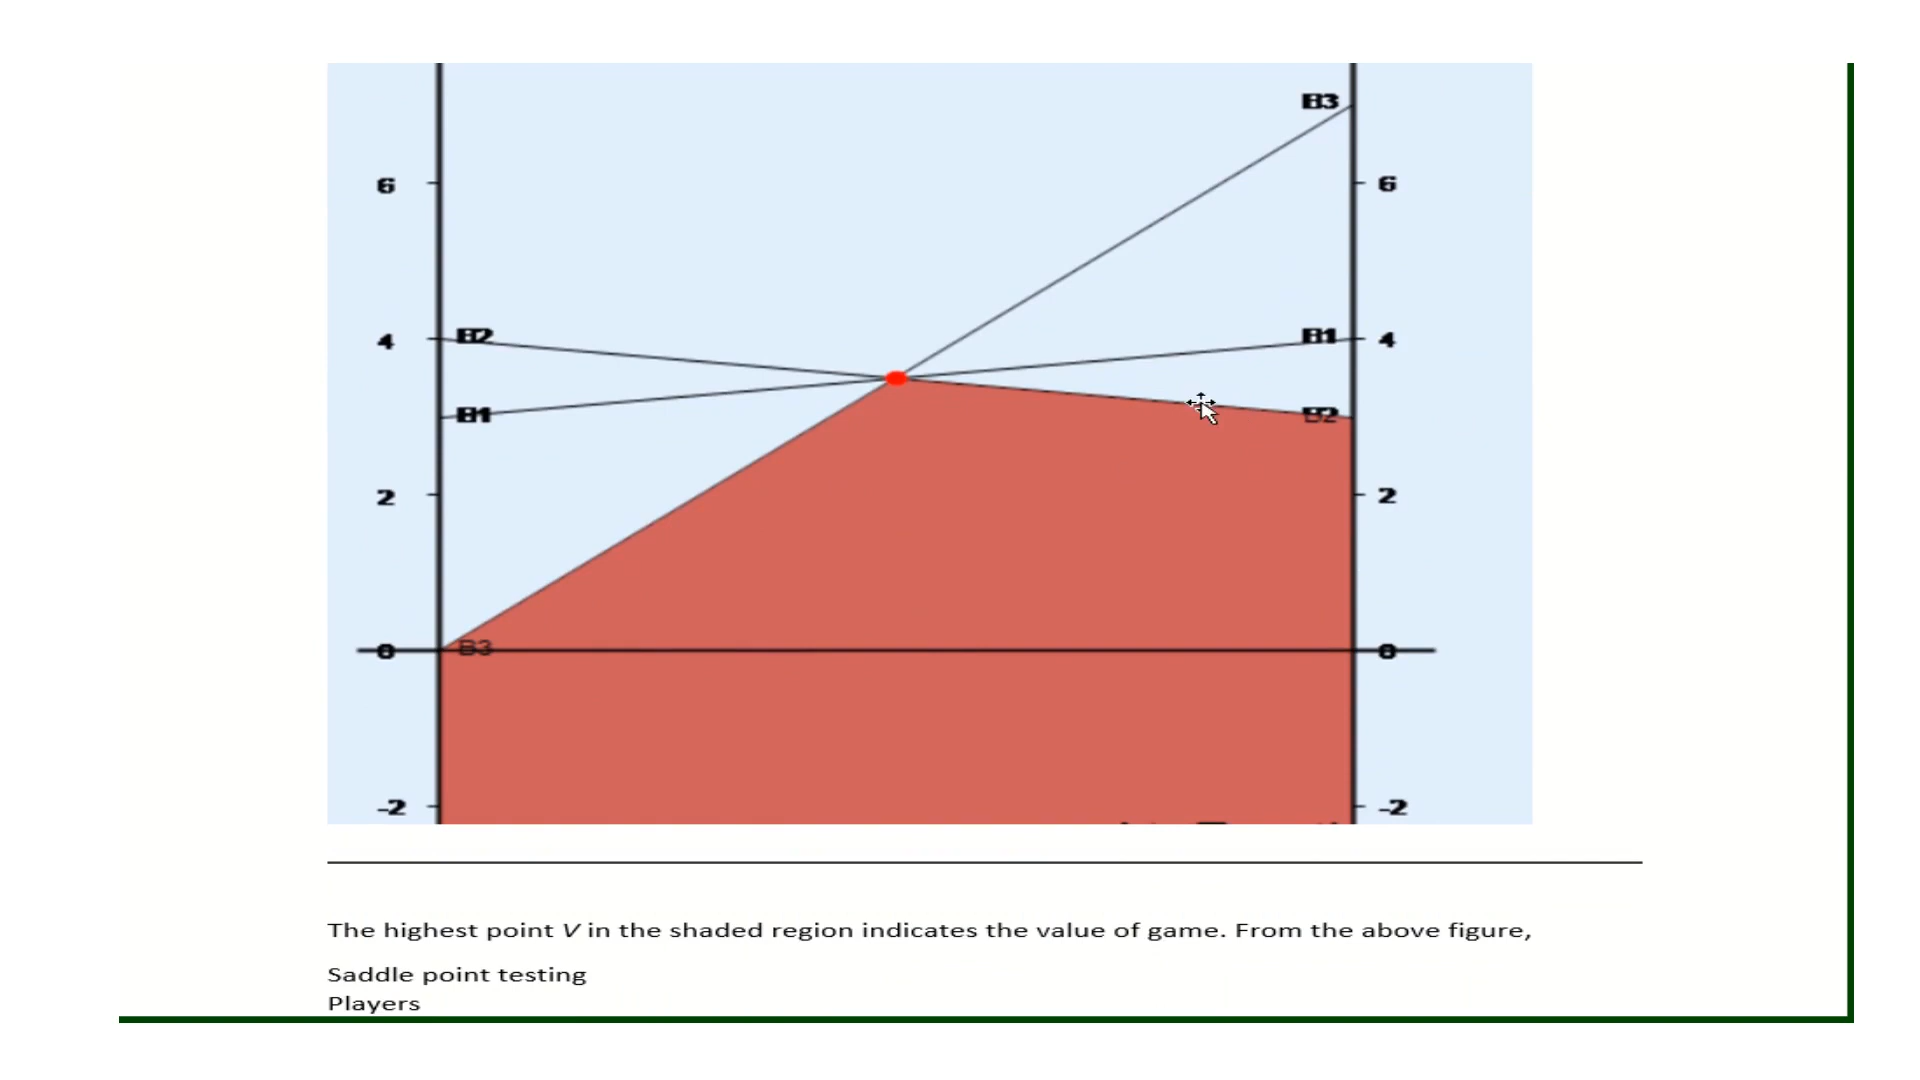 B3
6 6
4 B2 B1 4
B1 B2
2 2
0 B3 0
-2 -2
The highest point V in the shaded region indicates the value of game. From the above figure,
Saddle point testing
Players